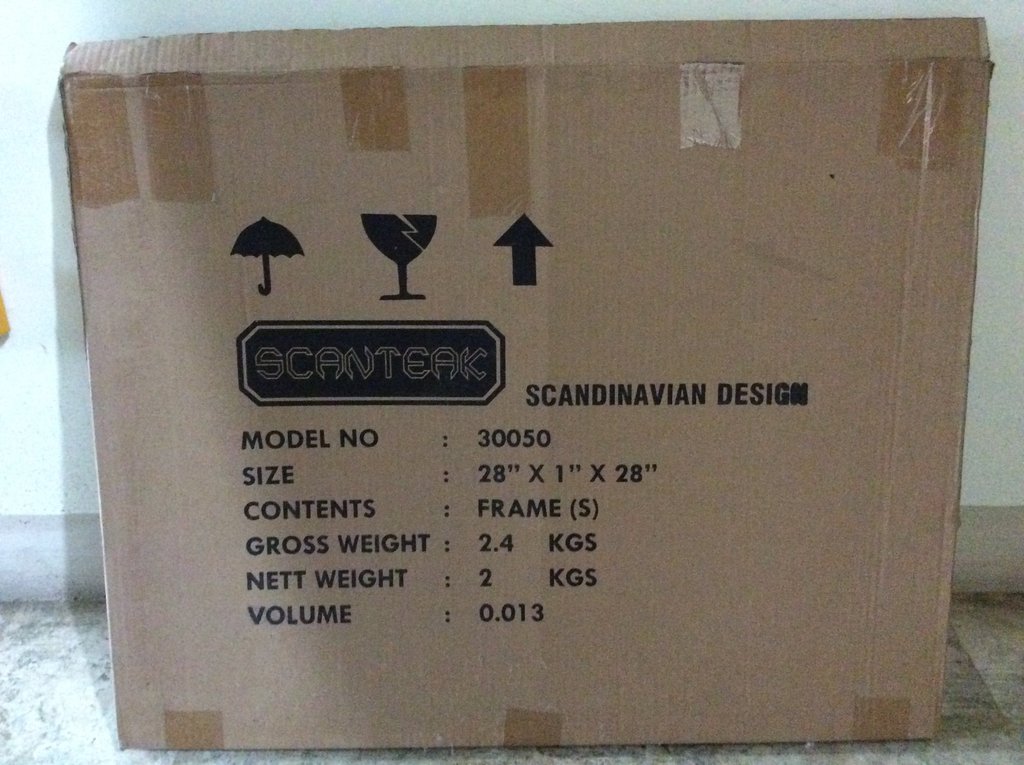 SCANTEAK
SCANDINAVIAN DESIGN
MODEL NO : 30050
SIZE : 28” X 1” X 28”
CONTENTS : FRAME (S)
GROSS WEIGHT : 2.4 KGS
NETT WEIGHT : 2 KGS
VOLUME : 0.013